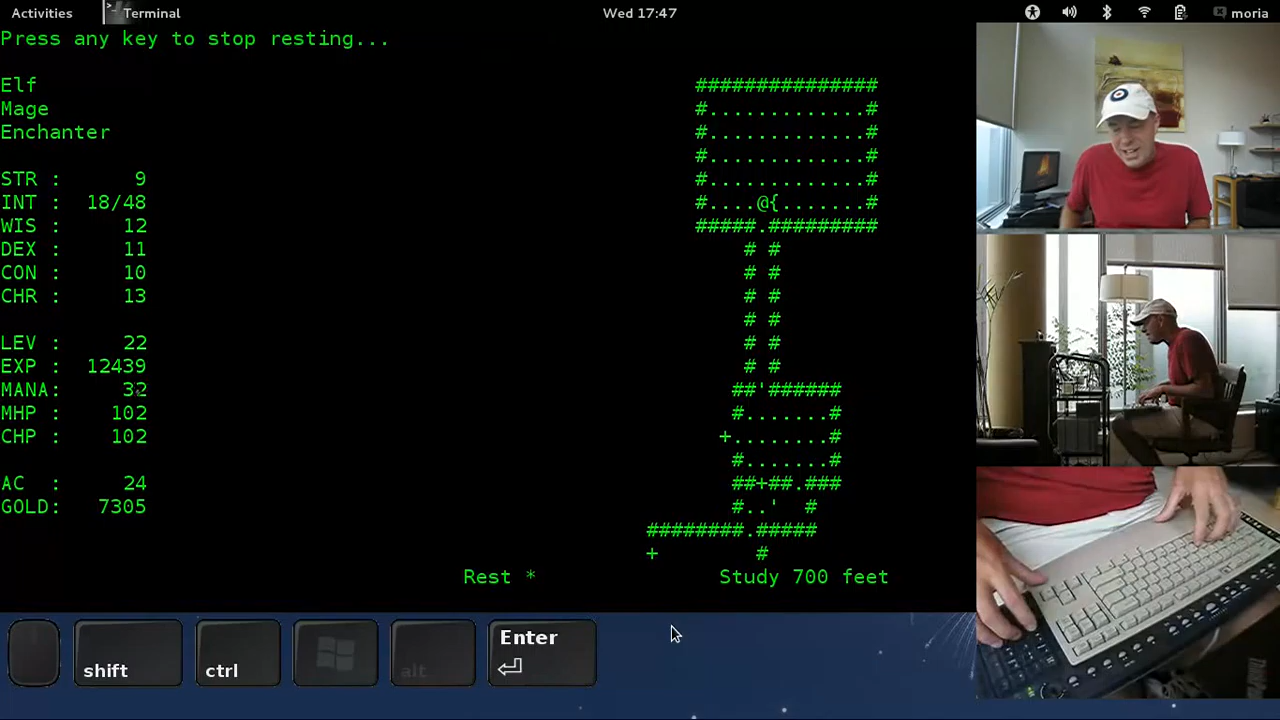 Activities Terminal Wed 17:47 moria
Press any key to stop resting...
Elf ###############
Mage #.............#
Enchanter #.............#
#.............#
STR : 9 #.............#
INT : 18/48 #....@{.......#
WIS : 12 #####.#########
DEX : 11 # #
CON : 10 # #
CHR : 13 # #
# #
LEV : 22 # #
EXP : 12439 # #
MANA: 32 ##'######
MHP : 102 #.......#
CHP : 102 +........#
#.......#
AC : 24 ##+##.###
GOLD: 7305 #..' #
########.#####
+ #
Rest * Study 700 feet
shift ctrl alt Enter